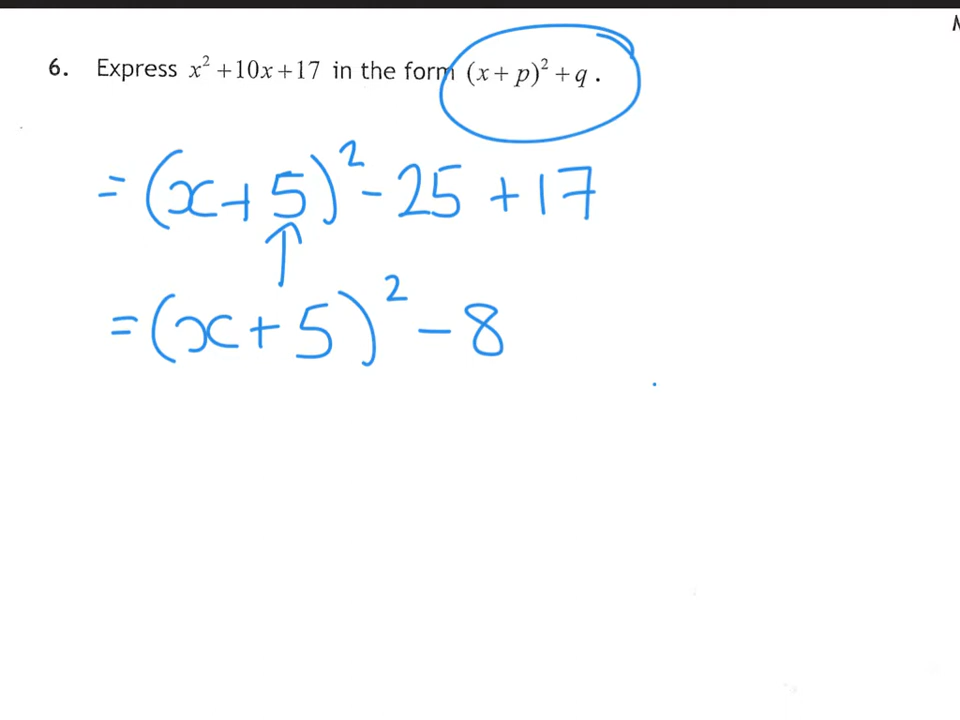 6. Express x² + 10x + 17 in the form (x + p)² + q .
= (x + 5)² - 25 + 17
↑
= (x + 5)² - 8